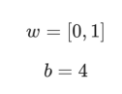 w = [0, 1]
b = 4